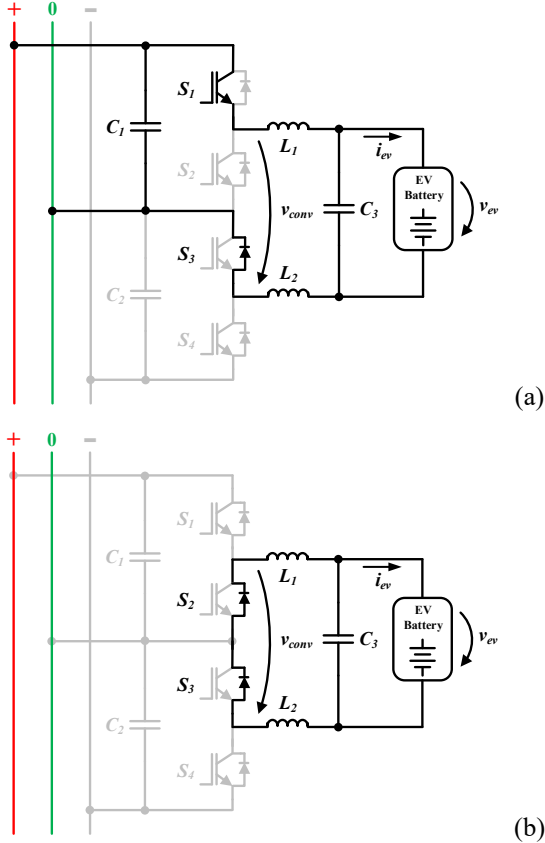 + 0 −
S1
C1
L1
iev
S2
EV
Battery
vconv
C3
vev
S3
L2
C2
S4
(a)
+ 0 −
S1
C1
L1
iev
S2
EV
Battery
vconv
C3
vev
S3
L2
C2
S4
(b)